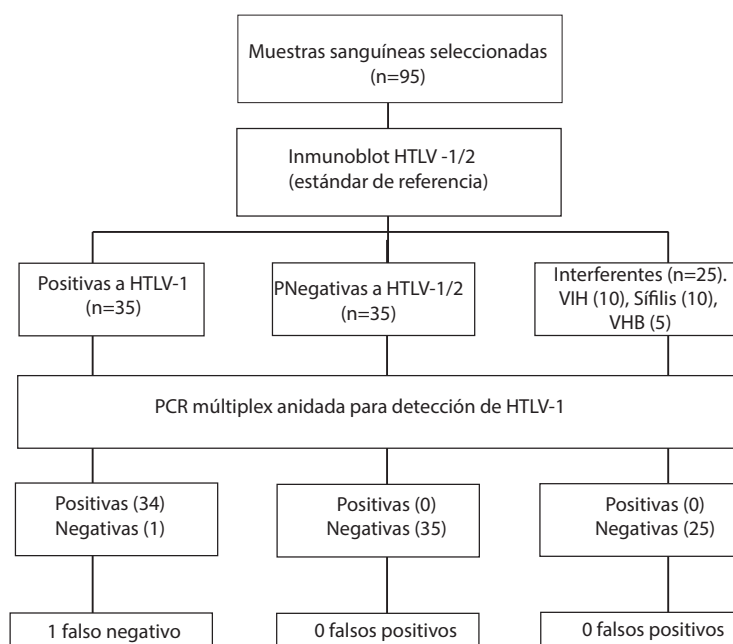 Muestras sanguíneas seleccionadas
(n=95)
Inmunoblot HTLV -1/2
(estándar de referencia)
Positivas a HTLV-1
(n=35)
PNegativas a HTLV-1/2
(n=35)
Interferentes (n=25).
VIH (10), Sífilis (10),
VHB (5)
PCR múltiplex anidada para detección de HTLV-1
Positivas (34)
Negativas (1)
Positivas (0)
Negativas (35)
Positivas (0)
Negativas (25)
1 falso negativo
0 falsos positivos
0 falsos positivos